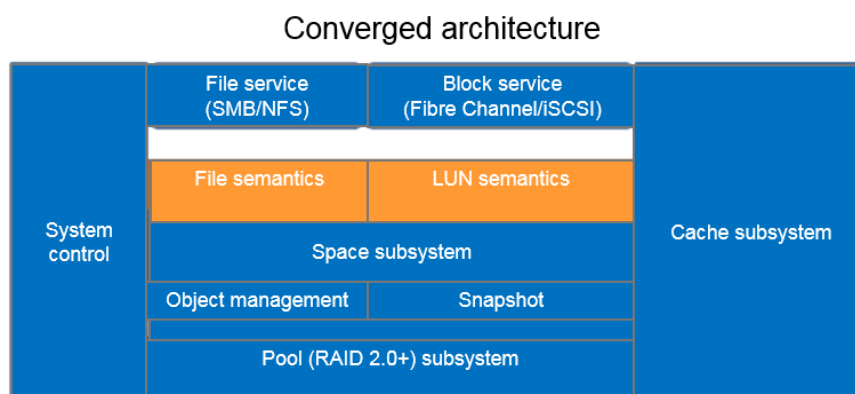 Converged architecture
File service
(SMB/NFS)
Block service
(Fibre Channel/iSCSI)
File semantics
LUN semantics
System
control
Space subsystem
Cache subsystem
Object management
Snapshot
Pool (RAID 2.0+) subsystem